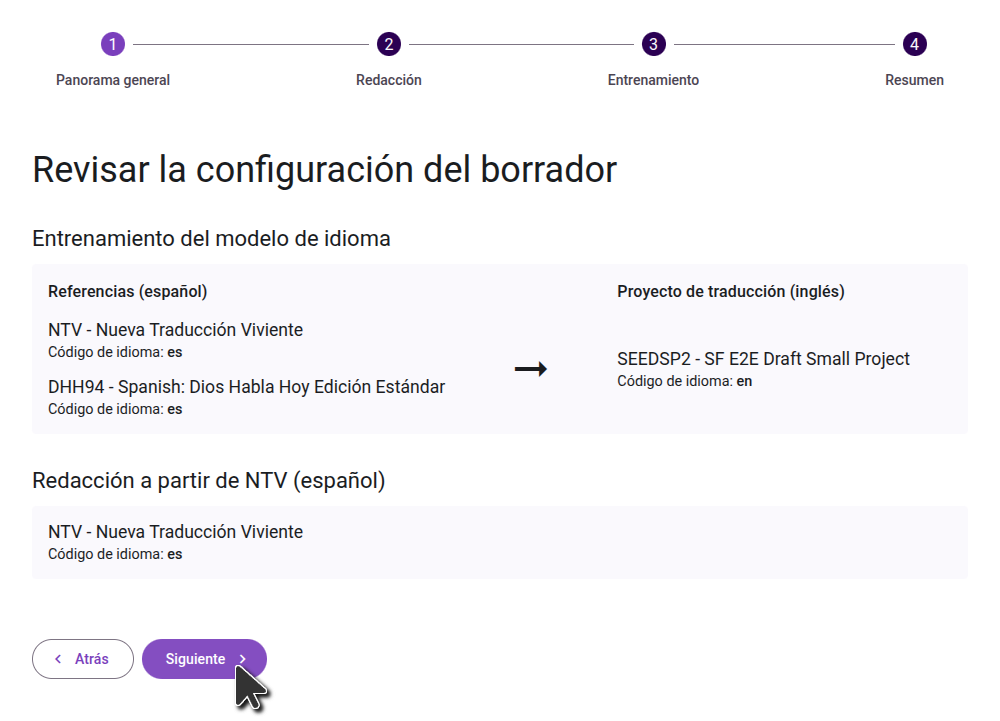 1 2 3 4
Panorama general Redacción Entrenamiento Resumen
Revisar la configuración del borrador
Entrenamiento del modelo de idioma
Referencias (español)
NTV - Nueva Traducción Viviente
Código de idioma: es
DHH94 - Spanish: Dios Habla Hoy Edición Estándar
Código de idioma: es
Proyecto de traducción (inglés)
SEEDSP2 - SF E2E Draft Small Project
Código de idioma: en
Redacción a partir de NTV (español)
NTV - Nueva Traducción Viviente
Código de idioma: es
Atrás Siguiente